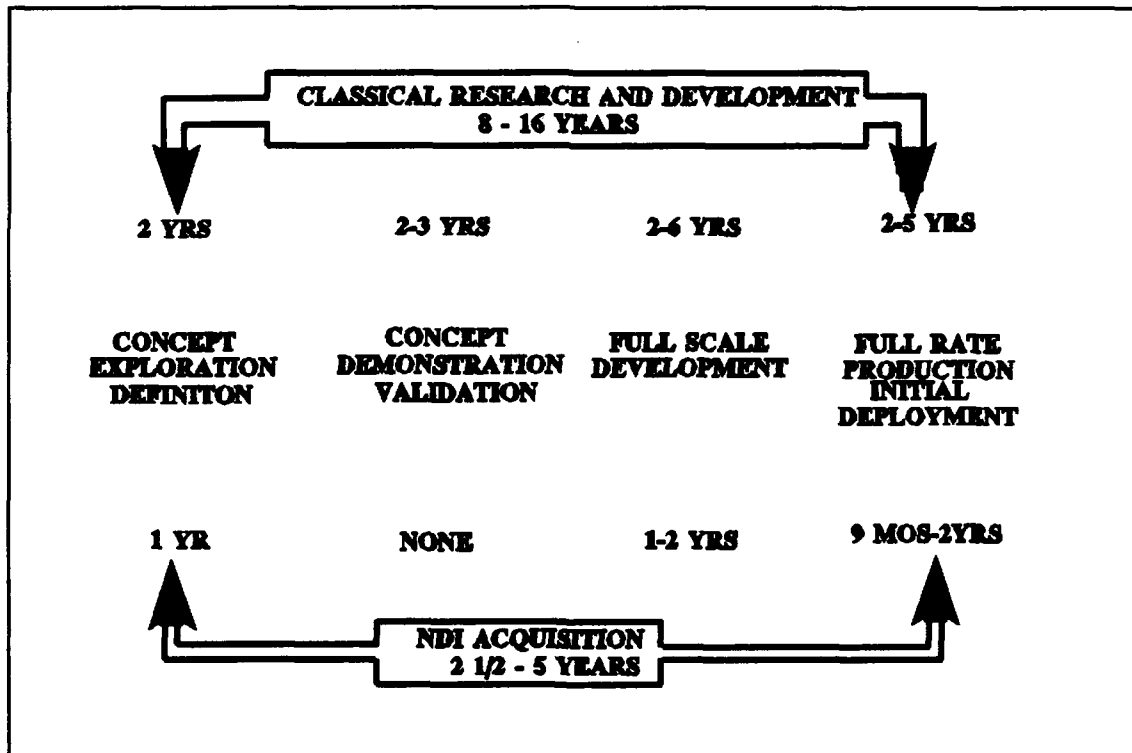 CLASSICAL RESEARCH AND DEVELOPMENT
8 - 16 YEARS
2 YRS
2-3 YRS
2-6 YRS
2-5 YRS
CONCEPT
EXPLORATION
DEFINITON
CONCEPT
DEMONSTRATION
VALIDATION
FULL SCALE
DEVELOPMENT
FULL RATE
PRODUCTION
INITIAL
DEPLOYMENT
1 YR
NONE
1-2 YRS
9 MOS-2YRS
NDI ACQUISITION
2 1/2 - 5 YEARS